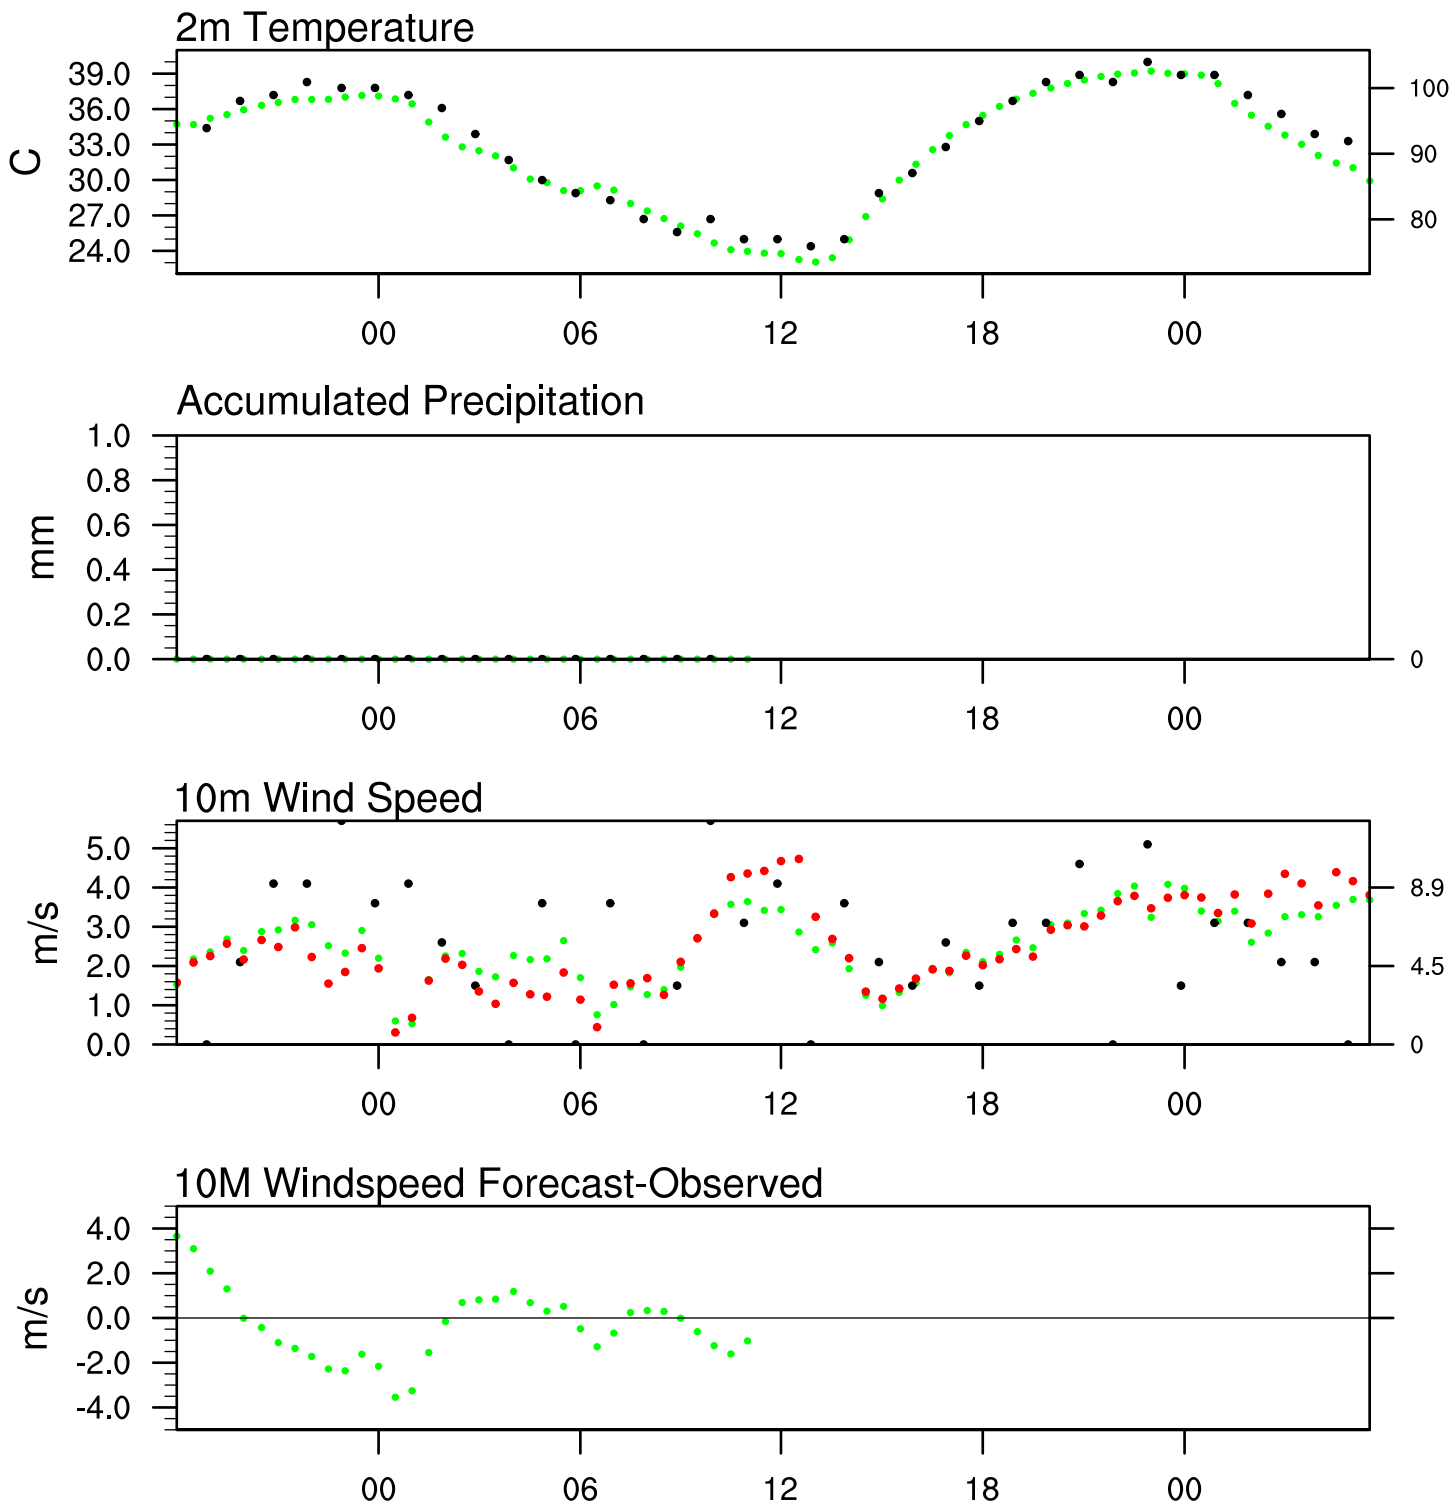 2m Temperature
39.0
36.0
33.0
30.0
27.0
24.0
C
100
90
80
00 06 12 18 00
Accumulated Precipitation
1.0
0.8
0.6
0.4
0.2
0.0
mm
0
00 06 12 18 00
10m Wind Speed
5.0
4.0
3.0
2.0
1.0
0.0
m/s
8.9
4.5
0
00 06 12 18 00
10M Windspeed Forecast-Observed
4.0
2.0
0.0
-2.0
-4.0
m/s
00 06 12 18 00